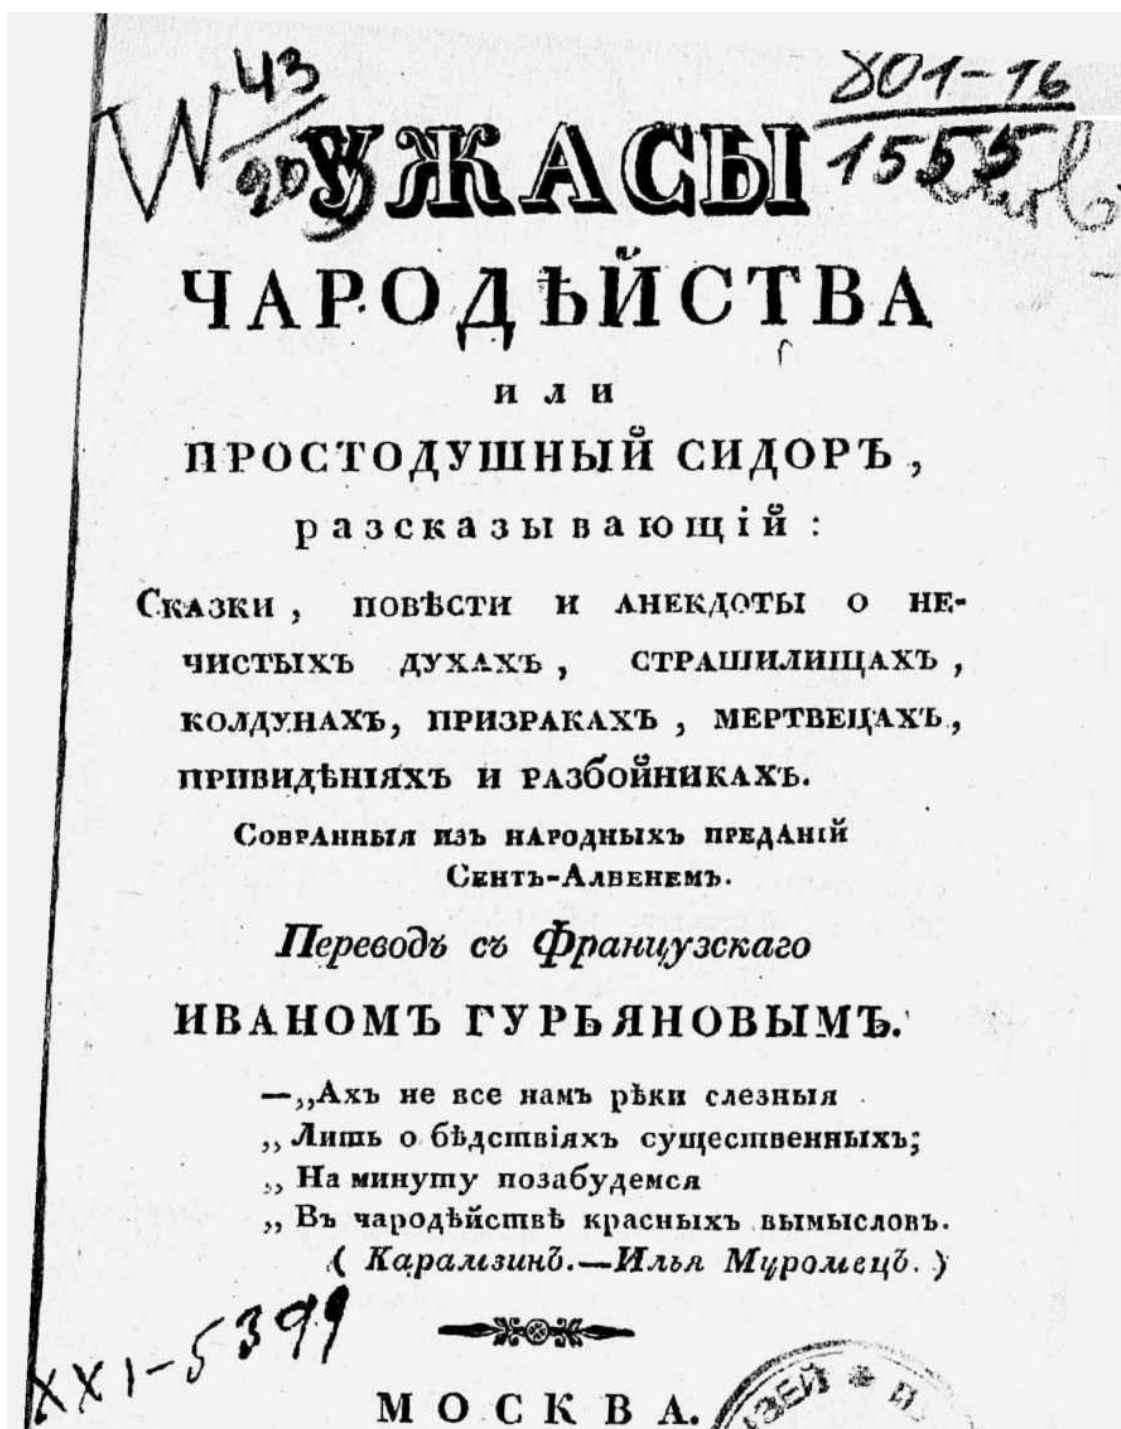 W 43/20
801-16
1555
УЖАСЫ
ЧАРОДѢЙСТВА
или
ПРОСТОДУШНЫЙ СИДОРЪ,
разсказывающій:
Сказки, повѣсти и анекдоты о не-
чистыхъ духахъ, страшилищахъ,
колдунахъ, призракахъ, мертвецахъ,
привидѣніяхъ и разбойникахъ.
Собранныя изъ народныхъ преданій
Сентъ-Албенемъ.
Переводъ съ Французскаго
ИВАНОМЪ ГУРЬЯНОВЫМЪ.
—„Ахъ не все намъ рѣки слезныя
„Лить о бѣдствіяхъ существенныхъ;
„На минуту позабудемся
„Въ чародѣйствѣ красныхъ вымысловъ.
(Карамзинъ.—Илья Муромецъ.)
XXI-5399
МОСКВА.